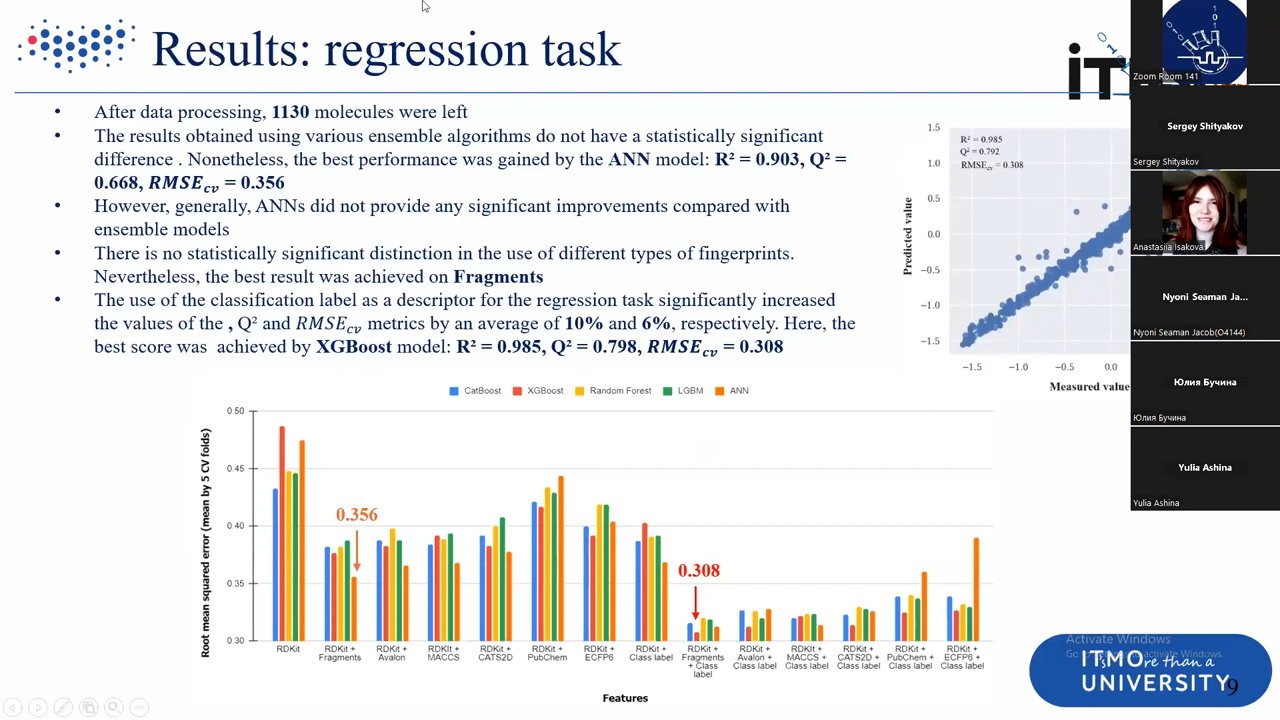 Results: regression task
iT
• After data processing, 1130 molecules were left
• The results obtained using various ensemble algorithms do not have a statistically significant
difference . Nonetheless, the best performance was gained by the ANN model: R² = 0.903, Q² =
0.668, RMSEcv = 0.356
• However, generally, ANNs did not provide any significant improvements compared with
ensemble models
• There is no statistically significant distinction in the use of different types of fingerprints.
Nevertheless, the best result was achieved on Fragments
• The use of the classification label as a descriptor for the regression task significantly increased
the values of the , Q² and RMSEcv metrics by an average of 10% and 6%, respectively. Here, the
best score was achieved by XGBoost model: R² = 0.985, Q² = 0.798, RMSEcv = 0.308
R² = 0.985
Q² = 0.792
RMSEcv = 0.308
Predicted value
1.5
1.0
0.5
0.0
−0.5
−1.0
−1.5
−1.5 −1.0 −0.5 0.0
Measured value
CatBoost XGBoost Random Forest LGBM ANN
Root mean squared error (mean by 5 CV folds)
0.50
0.45
0.40
0.35
0.30
0.356
0.308
RDKit
RDKit +
Fragments
RDKit +
Avalon
RDKit +
MACCS
RDKit +
CATS2D
RDKit +
PubChem
RDKit +
ECFP6
RDKit +
Class label
RDKit +
Fragments
+ Class
label
RDKit +
Avalon +
Class label
RDKit +
MACCS +
Class label
RDKit +
CATS2D +
Class label
RDKit +
PubChem +
Class label
RDKit +
ECFP6 +
Class label
Features
Zoom Room 141
Sergey Shityakov
Sergey Shityakov
Anastasiia Isakova
Nyoni Seaman Ja...
Nyoni Seaman Jacob(O4144)
Юлия Бучина
Юлия Бучина
Yulia Ashina
Yulia Ashina
Activate Windows
ITsMOre than a
UNIVERSITY
9